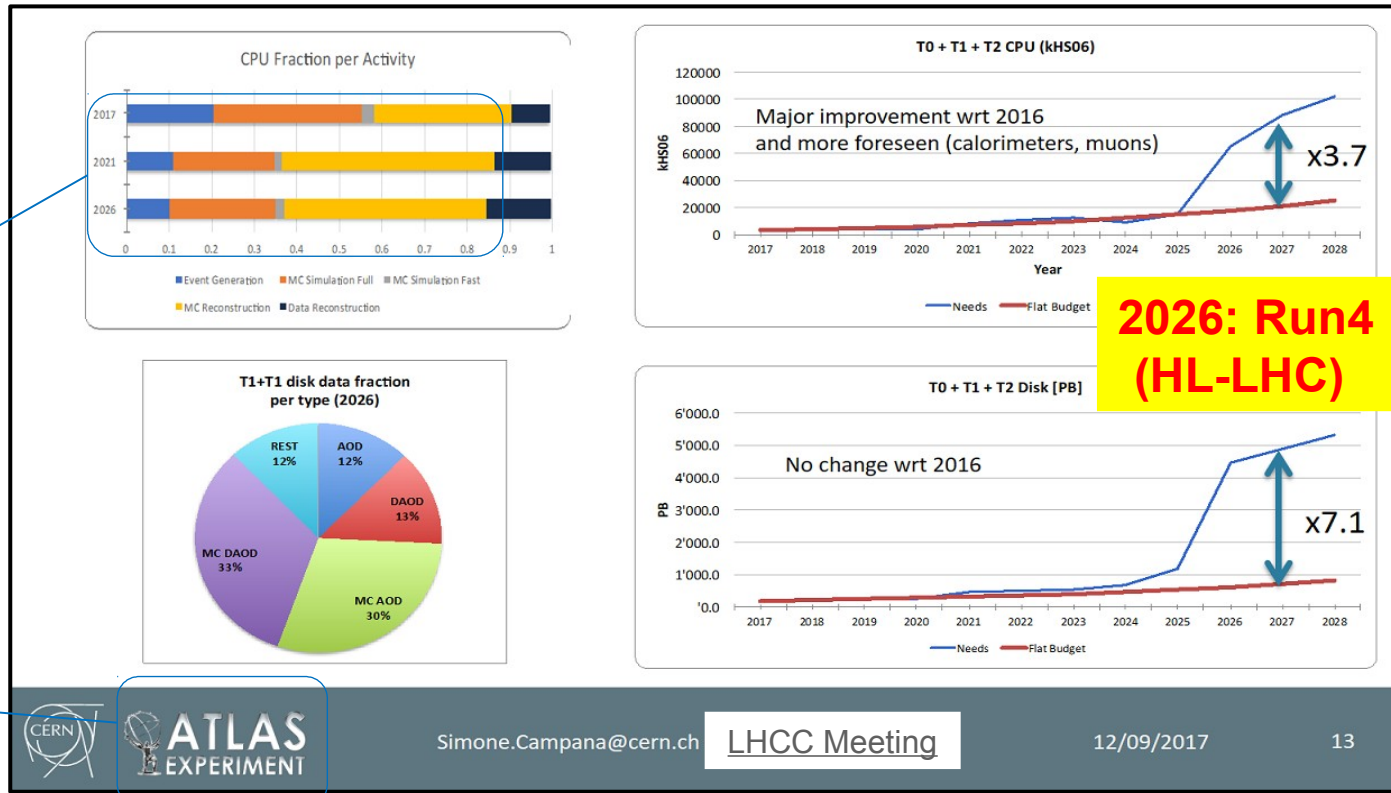 CPU Fraction per Activity
2017
2021
2026
0 0.1 0.2 0.3 0.4 0.5 0.6 0.7 0.8 0.9 1
Event Generation MC Simulation Full MC Simulation Fast
MC Reconstruction Data Reconstruction
T0 + T1 + T2 CPU (kHS06)
120000
100000
80000
60000
40000
20000
0
kHS06
Major improvement wrt 2016
and more foreseen (calorimeters, muons)
x3.7
2017 2018 2019 2020 2021 2022 2023 2024 2025 2026 2027 2028
Year
Needs Flat Budget
2026: Run4
(HL-LHC)
T1+T1 disk data fraction
per type (2026)
REST
12%
AOD
12%
DAOD
13%
MC DAOD
33%
MC AOD
30%
T0 + T1 + T2 Disk [PB]
6'000.0
5'000.0
4'000.0
3'000.0
2'000.0
1'000.0
'0.0
PB
No change wrt 2016
x7.1
2017 2018 2019 2020 2021 2022 2023 2024 2025 2026 2027 2028
Needs Flat Budget
CERN
ATLAS
EXPERIMENT
Simone.Campana@cern.ch
LHCC Meeting
12/09/2017
13